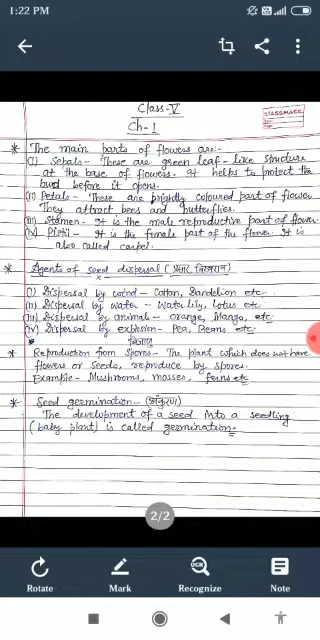 1:22 PM
Class-V
CLASSMATE
Ch-1
* The main parts of flowers are:-
(I) Sepals- These are green leaf-like structure
at the base of flowers. It helps to protect the
bud before it opens.
(II) Petals- These are brightly coloured part of flower
They attract bees and butterflies.
(III) Stamen- It is the male reproductive part of flower
(IV) Pistil- It is the female part of the flower. It is
also called carpel.
* Agents of seed dispersal (
(I) Dispersal by wind- Cotton, Dandelion etc.
(II) Dispersal by water- Water lily, Lotus etc.
(III) Dispersal by animal- Orange, Mango, etc
(IV) Dispersal by explosion- Pea, Beans etc.
* Reproduction from Spores- The plant which does not have
flowers or seeds, reproduce by spores.
Example- Mushrooms, mosses, ferns etc
* Seed germination- (अंकुरण)
The development of a seed into a seedling
(baby plant) is called germination.
2/2
Rotate Mark OCR Recognize Note